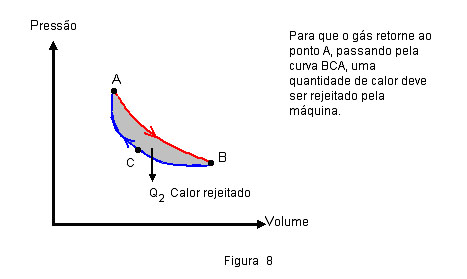 Pressão
Para que o gás retorne ao
ponto A, passando pela
curva BCA, uma
quantidade de calor deve
ser rejeitado pela
máquina.
A
B
C
Q2 Calor rejeitado
Volume
Figura 8